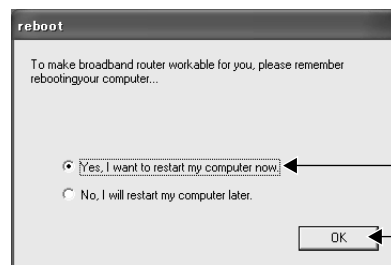 reboot
To make broadband router workable for you, please remember
rebootingyour computer...
Yes, I want to restart my computer now.
No, I will restart my computer later.
OK